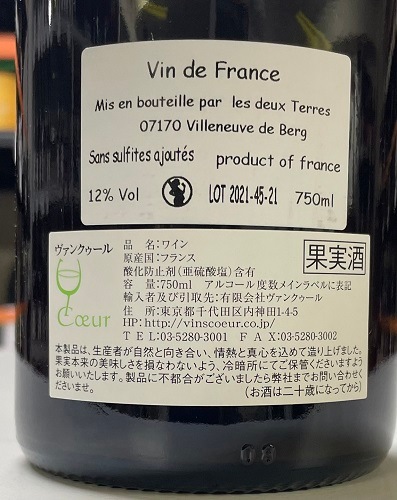 Vin de France
Mis en bouteille par les deux Terres
07170 Villeneuve de Berg
Sans sulfites ajoutés product of france
12% Vol LOT 2021-45-21 750ml
ヴァンクゥール
Cœur
品 名:ワイン
原産国:フランス
酸化防止剤(亜硫酸塩)含有
容 量:750ml アルコール度数メインラベルに表記
輸入者及び引取先:有限会社ヴァンクゥール
住 所:東京都千代田区内神田1-4-5
HP:http://vinscoeur.co.jp/
TEL:03-5280-3001 FAX:03-5280-3002
果実酒
本製品は、生産者が自然と向き合い、情熱と真心を込めて造り上げました。
果実本来の美味しさを損なわないよう、冷暗所にてご保管くださいますよう
お願いいたします。製品に不都合がございましたら弊社までお問い合わせく
ださいませ。 (お酒は二十歳になってから)
08